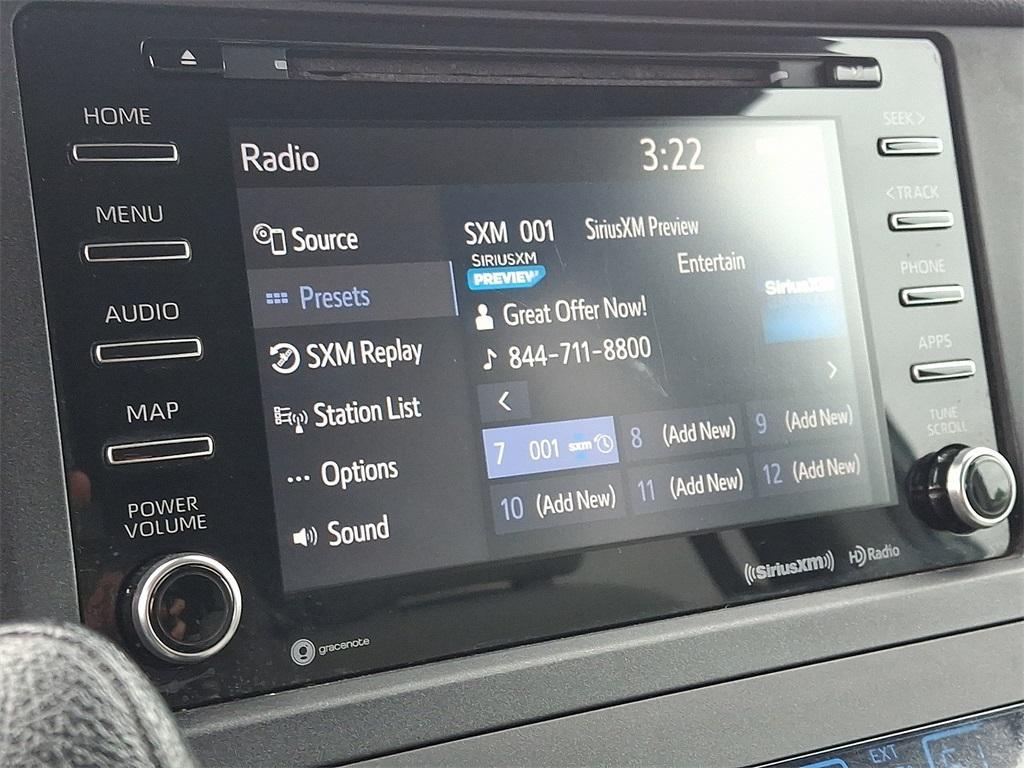 HOME
MENU
AUDIO
MAP
POWER
VOLUME
Radio
3:22
Source
Presets
SXM Replay
Station List
Options
Sound
SXM 001
SiriusXM Preview
SIRIUSXM
PREVIEW
Entertain
SiriusXM
Great Offer Now!
844-711-8800
<
>
7 001 sxm
8 (Add New)
9 (Add New)
10 (Add New)
11 (Add New)
12 (Add New)
SEEK >
< TRACK
PHONE
APPS
TUNE
SCROLL
gracenote
((SiriusXM))
HD Radio
EXT